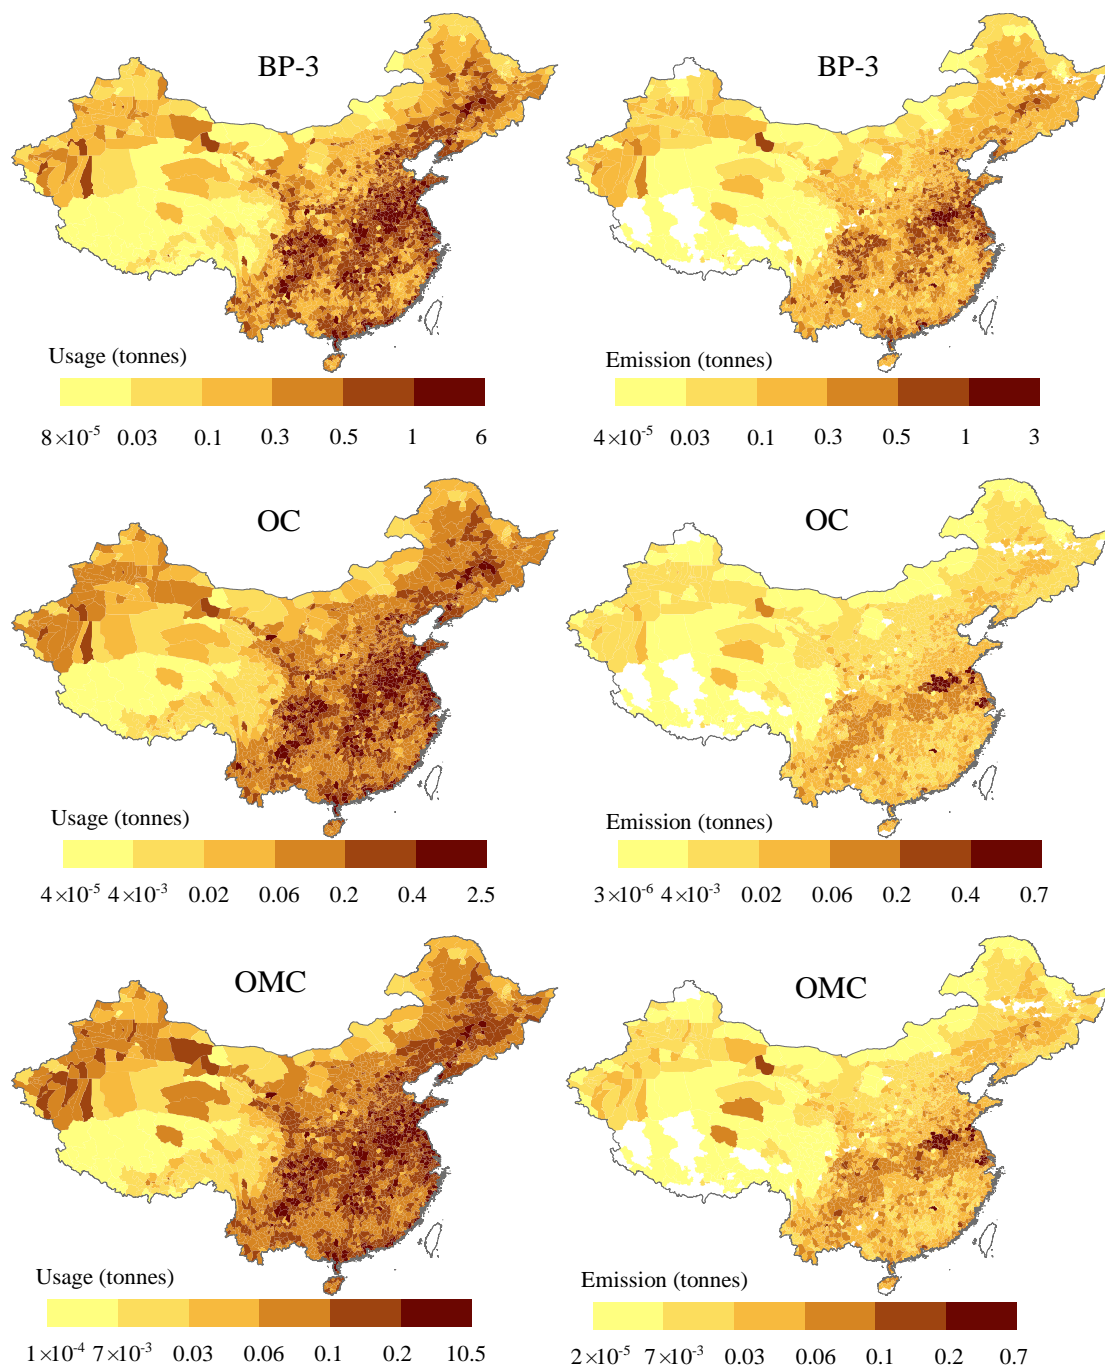 BP-3
BP-3
Usage (tonnes)
8×10⁻⁵ 0.03 0.1 0.3 0.5 1 6
Emission (tonnes)
4×10⁻⁵ 0.03 0.1 0.3 0.5 1 3
OC
OC
Usage (tonnes)
4×10⁻⁵ 4×10⁻³ 0.02 0.06 0.2 0.4 2.5
Emission (tonnes)
3×10⁻⁶ 4×10⁻³ 0.02 0.06 0.2 0.4 0.7
OMC
OMC
Usage (tonnes)
1×10⁻⁴ 7×10⁻³ 0.03 0.06 0.1 0.2 10.5
Emission (tonnes)
2×10⁻⁵ 7×10⁻³ 0.03 0.06 0.1 0.2 0.7